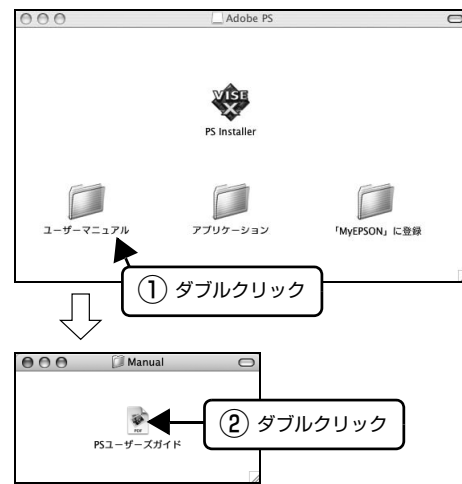 Adobe PS
VISE
X
PS Installer
ユーザーマニュアル
アプリケーション
「MyEPSON」に登録
① ダブルクリック
Manual
PDF
PSユーザーズガイド
② ダブルクリック